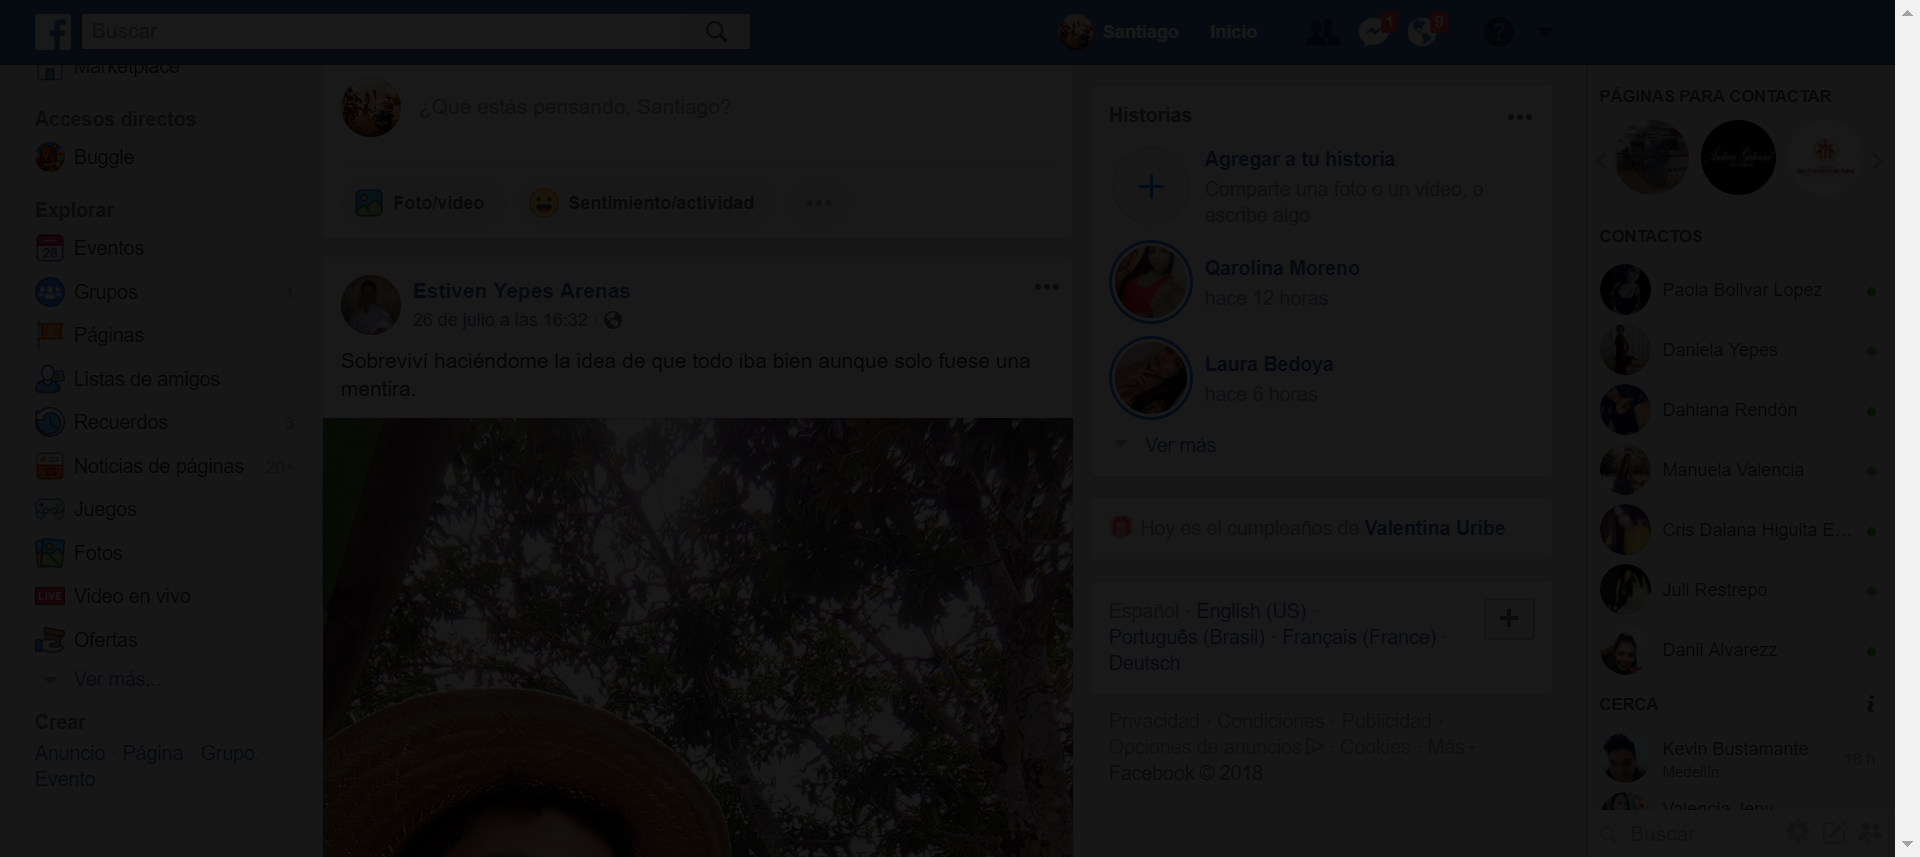 Buscar
Santiago
Inicio
1
9
Marketplace
Accesos directos
Buggle
Explorar
28
Eventos
Grupos 1
Páginas
Listas de amigos
Recuerdos 3
Noticias de páginas 20+
Juegos
Fotos
LIVE
Video en vivo
Ofertas
Ver más...
Crear
Anuncio · Página · Grupo ·
Evento
¿Qué estás pensando, Santiago?
Foto/video
Sentimiento/actividad
Estiven Yepes Arenas
26 de julio a las 16:32 ·
Sobreviví haciéndome la idea de que todo iba bien aunque solo fuese una
mentira.
Historias
Agregar a tu historia
Comparte una foto o un video, o
escribe algo
Qarolina Moreno
hace 12 horas
Laura Bedoya
hace 6 horas
Ver más
Hoy es el cumpleaños de Valentina Uribe
Español · English (US) ·
Português (Brasil) · Français (France) ·
Deutsch
Privacidad · Condiciones · Publicidad ·
Opciones de anuncios · Cookies · Más
Facebook © 2018
PÁGINAS PARA CONTACTAR
CONTACTOS
Paola Bolivar Lopez
Daniela Yepes
Dahiana Rendón
Manuela Valencia
Cris Daiana Higuita E...
Juli Restrepo
Danii Alvarezz
CERCA
Kevin Bustamante
Medellín
18 h
Valencia Jeny
Buscar